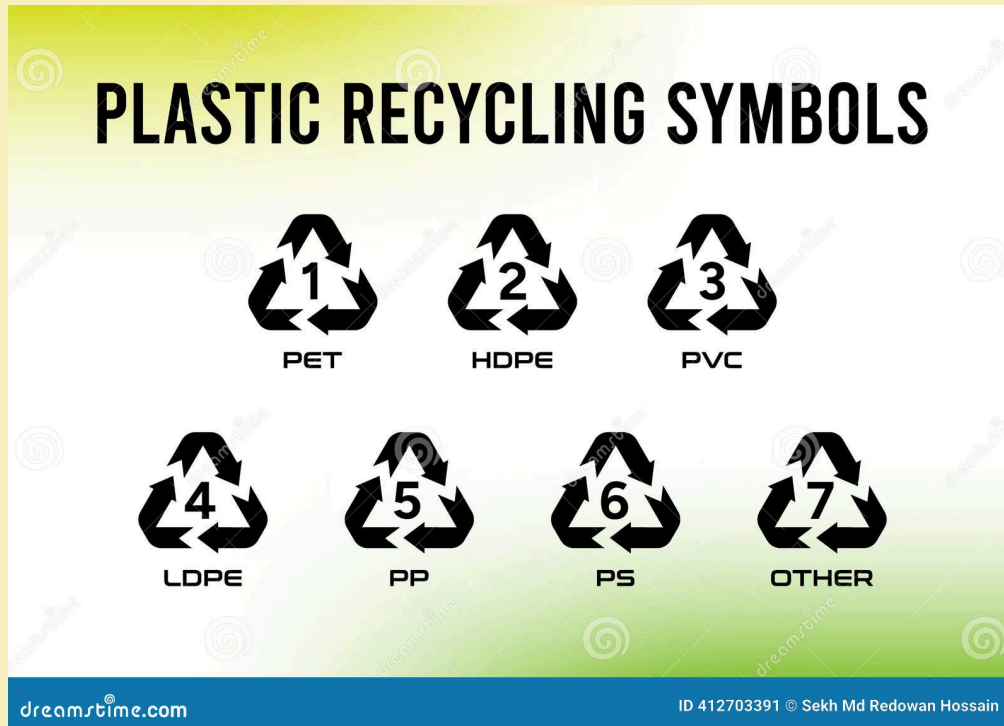 PLASTIC RECYCLING SYMBOLS
1 2 3
PET HDPE PVC
4 5 6 7
LDPE PP PS OTHER
dreamstime.com
ID 412703391 © Sekh Md Redowan Hossain